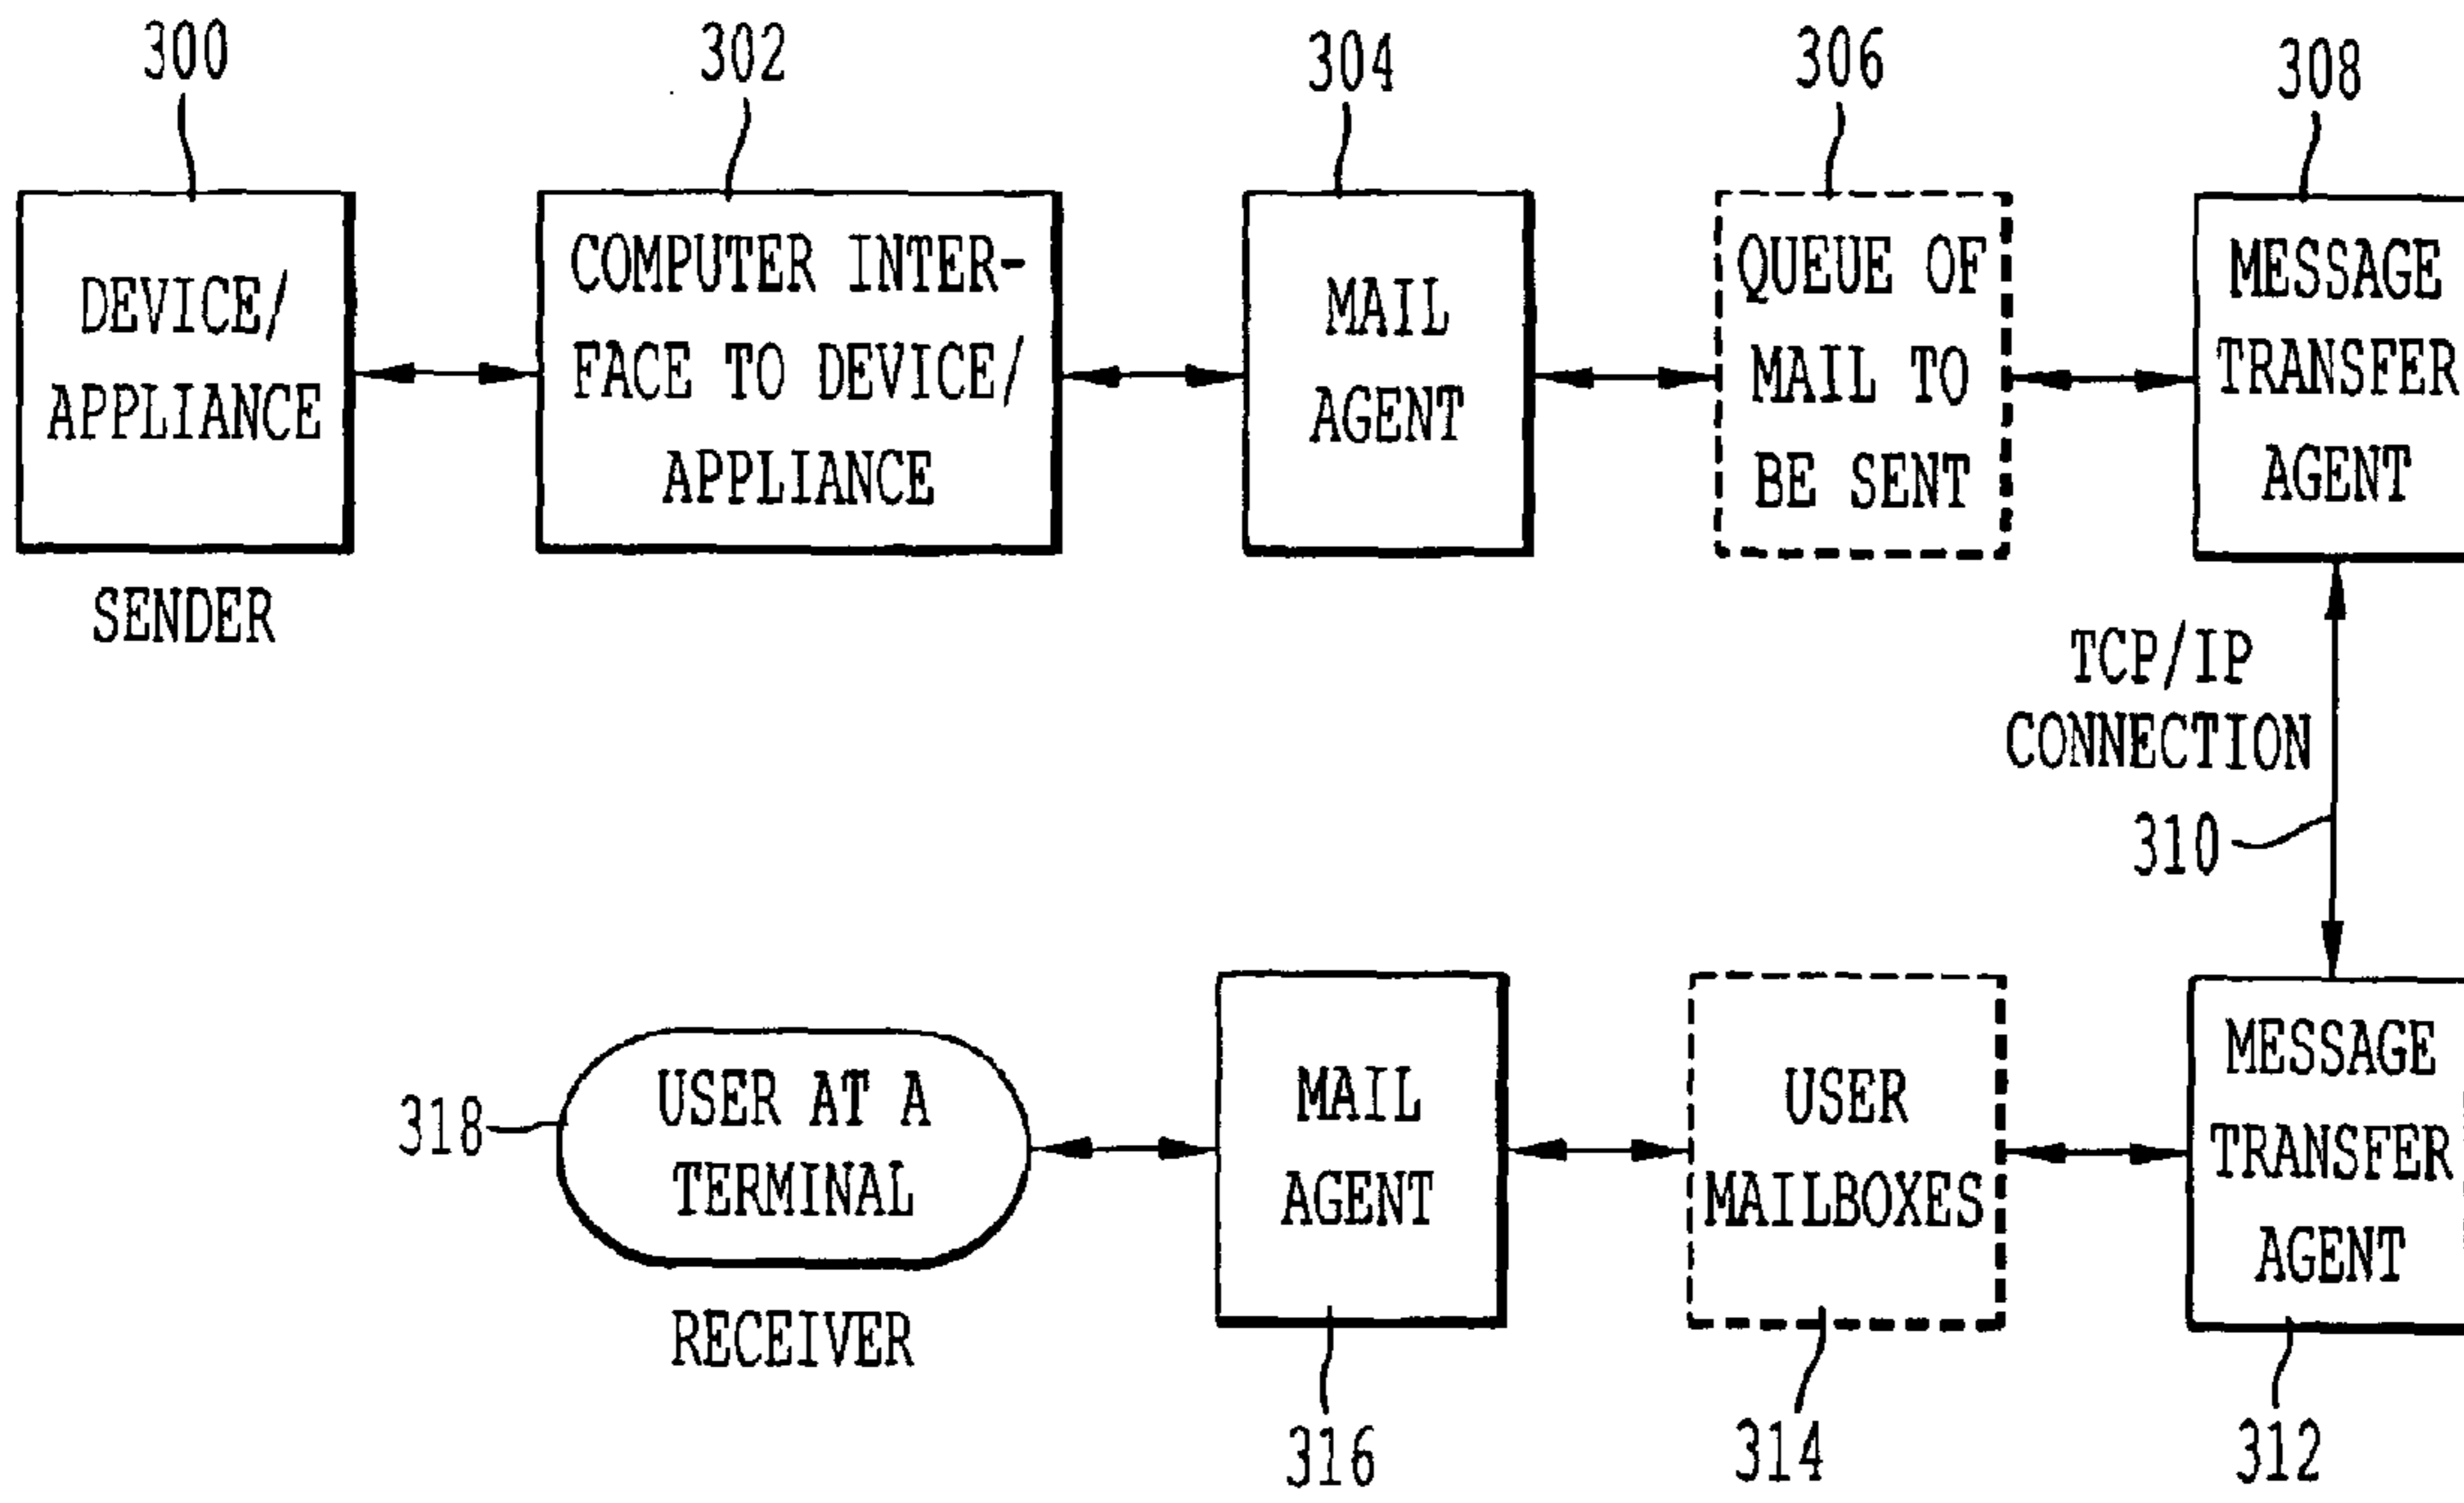 300
302
304
306
308
DEVICE/
APPLIANCE
COMPUTER INTER-
FACE TO DEVICE/
APPLIANCE
MAIL
AGENT
QUEUE OF
MAIL TO
BE SENT
MESSAGE
TRANSFER
AGENT
SENDER
TCP/IP
CONNECTION
310
318
USER AT A
TERMINAL
RECEIVER
MAIL
AGENT
USER
MAILBOXES
MESSAGE
TRANSFER
AGENT
316
314
312